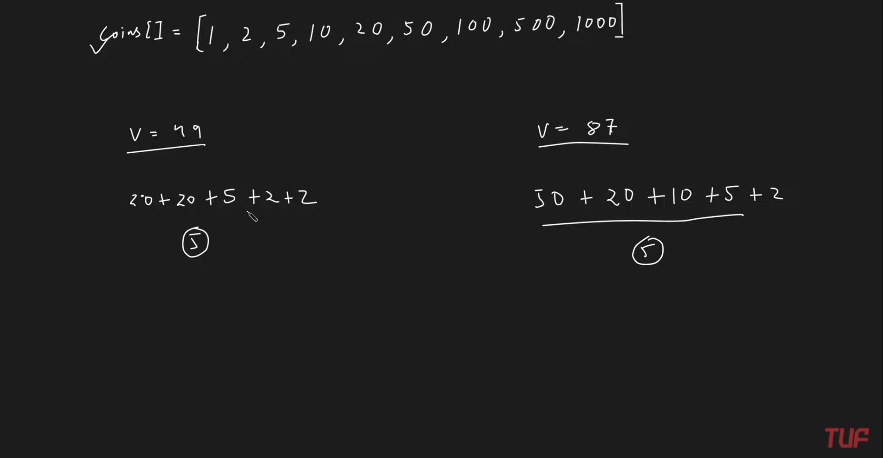 coins[] = [1, 2, 5, 10, 20, 50, 100, 500, 1000]
V = 49
V = 87
20 + 20 + 5 + 2 + 2
50 + 20 + 10 + 5 + 2
5
5
TUF